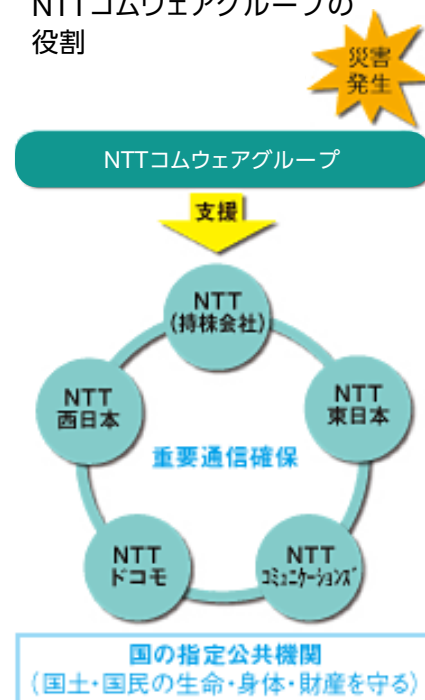 NTTコムウェアグループの
役割
災害
発生
NTTコムウェアグループ
支援
NTT
(持株会社)
NTT
西日本
NTT
東日本
重要通信確保
NTT
ドコモ
NTT
ｺﾐｭﾆｹｰｼｮﾝｽﾞ
国の指定公共機関
(国土・国民の生命・身体・財産を守る)